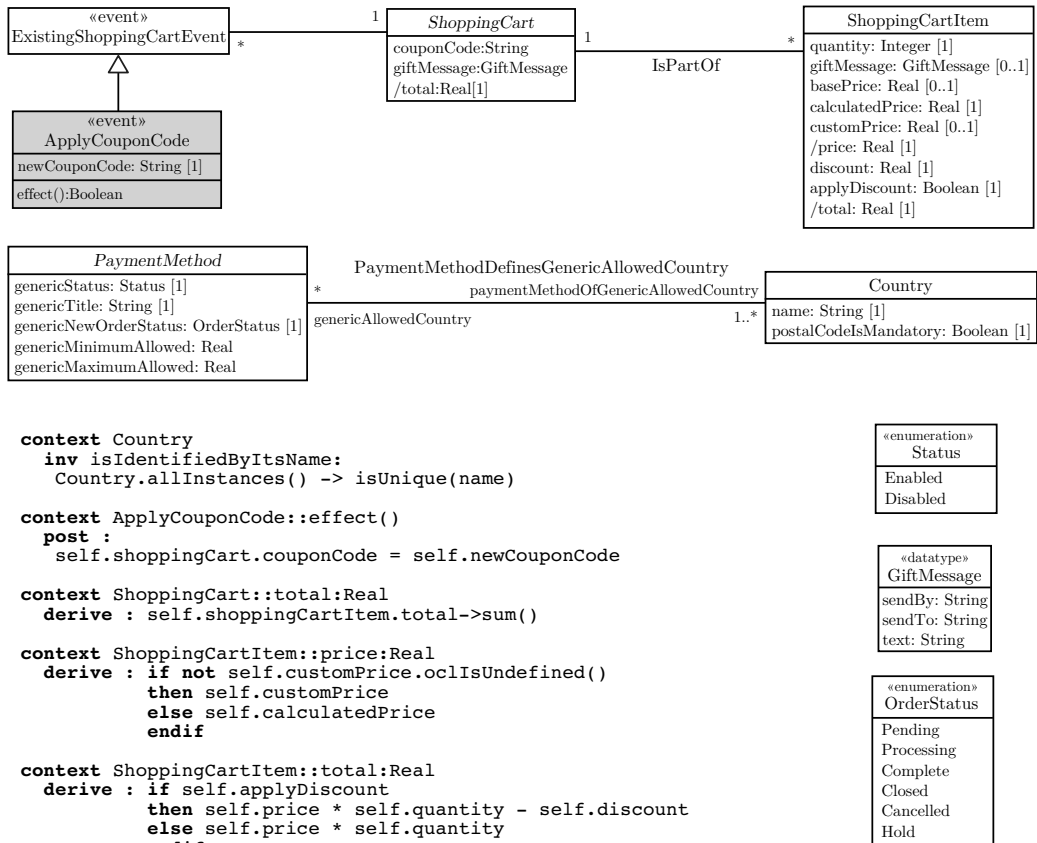 «event»
ExistingShoppingCartEvent
*
1
ShoppingCart
couponCode:String
giftMessage:GiftMessage
/total:Real[1]
1
*
IsPartOf
ShoppingCartItem
quantity: Integer [1]
giftMessage: GiftMessage [0..1]
basePrice: Real [0..1]
calculatedPrice: Real [1]
customPrice: Real [0..1]
/price: Real [1]
discount: Real [1]
applyDiscount: Boolean [1]
/total: Real [1]
«event»
ApplyCouponCode
newCouponCode: String [1]
effect():Boolean
PaymentMethod
genericStatus: Status [1]
genericTitle: String [1]
genericNewOrderStatus: OrderStatus [1]
genericMinimumAllowed: Real
genericMaximumAllowed: Real
PaymentMethodDefinesGenericAllowedCountry
*
paymentMethodOfGenericAllowedCountry
genericAllowedCountry
1..*
Country
name: String [1]
postalCodeIsMandatory: Boolean [1]
context Country
inv isIdentifiedByItsName:
Country.allInstances() -> isUnique(name)
context ApplyCouponCode::effect()
post :
self.shoppingCart.couponCode = self.newCouponCode
context ShoppingCart::total:Real
derive : self.shoppingCartItem.total->sum()
context ShoppingCartItem::price:Real
derive : if not self.customPrice.oclIsUndefined()
then self.customPrice
else self.calculatedPrice
endif
context ShoppingCartItem::total:Real
derive : if self.applyDiscount
then self.price * self.quantity - self.discount
else self.price * self.quantity
«enumeration»
Status
Enabled
Disabled
«datatype»
GiftMessage
sendBy: String
sendTo: String
text: String
«enumeration»
OrderStatus
Pending
Processing
Complete
Closed
Cancelled
Hold